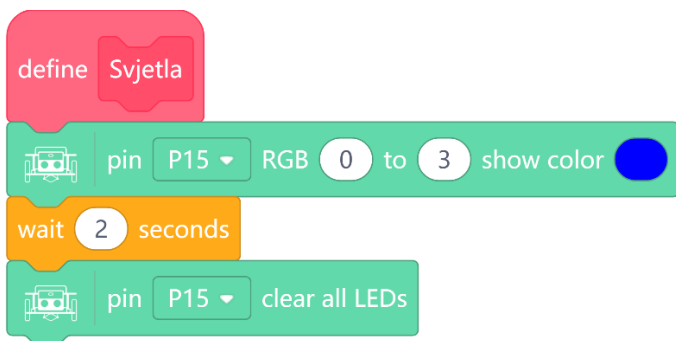 define Svjetla
pin P15 RGB 0 to 3 show color
wait 2 seconds
pin P15 clear all LEDs